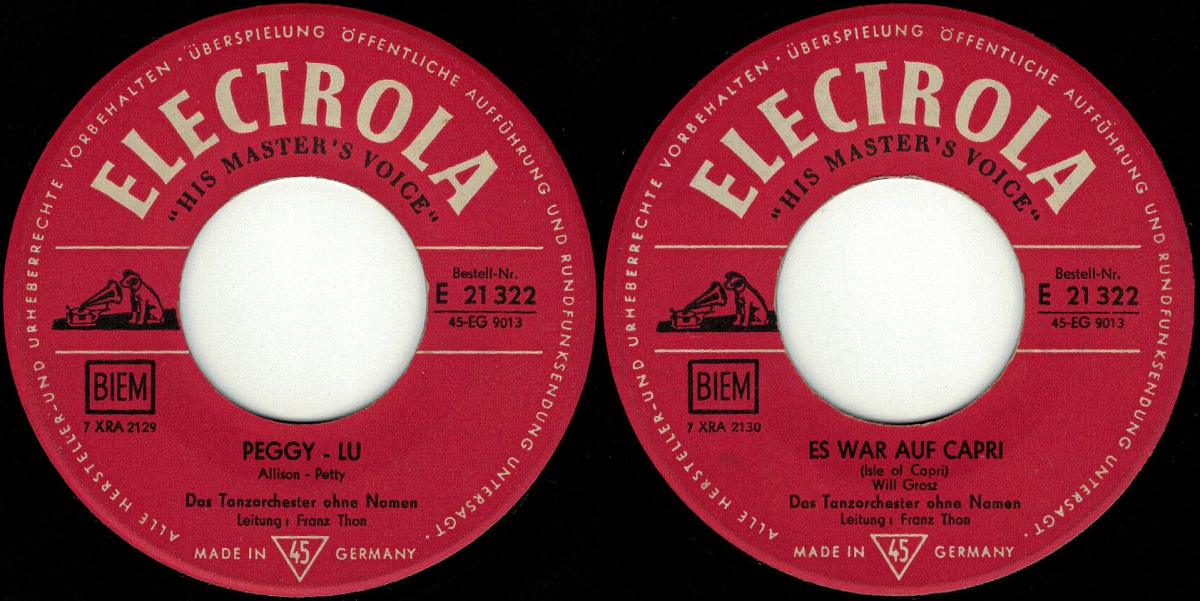 ALLE HERSTELLER-UND URHEBERRECHTE VORBEHALTEN · ÜBERSPIELUNG ÖFFENTLICHE AUFFÜHRUNG UND RUNDFUNKSENDUNG UNTERSAGT ·
ELECTROLA
"HIS MASTER'S VOICE"
Bestell-Nr.
E 21 322
45-EG 9013
BIEM
7 XRA 2129
PEGGY - LU
Allison - Petty
Das Tanzorchester ohne Namen
Leitung: Franz Thon
MADE IN 45 GERMANY
ALLE HERSTELLER-UND URHEBERRECHTE VORBEHALTEN · ÜBERSPIELUNG ÖFFENTLICHE AUFFÜHRUNG UND RUNDFUNKSENDUNG UNTERSAGT ·
ELECTROLA
"HIS MASTER'S VOICE"
Bestell-Nr.
E 21 322
45-EG 9013
BIEM
7 XRA 2130
ES WAR AUF CAPRI
(Isle of Capri)
Will Grosz
Das Tanzorchester ohne Namen
Leitung: Franz Thon
MADE IN 45 GERMANY